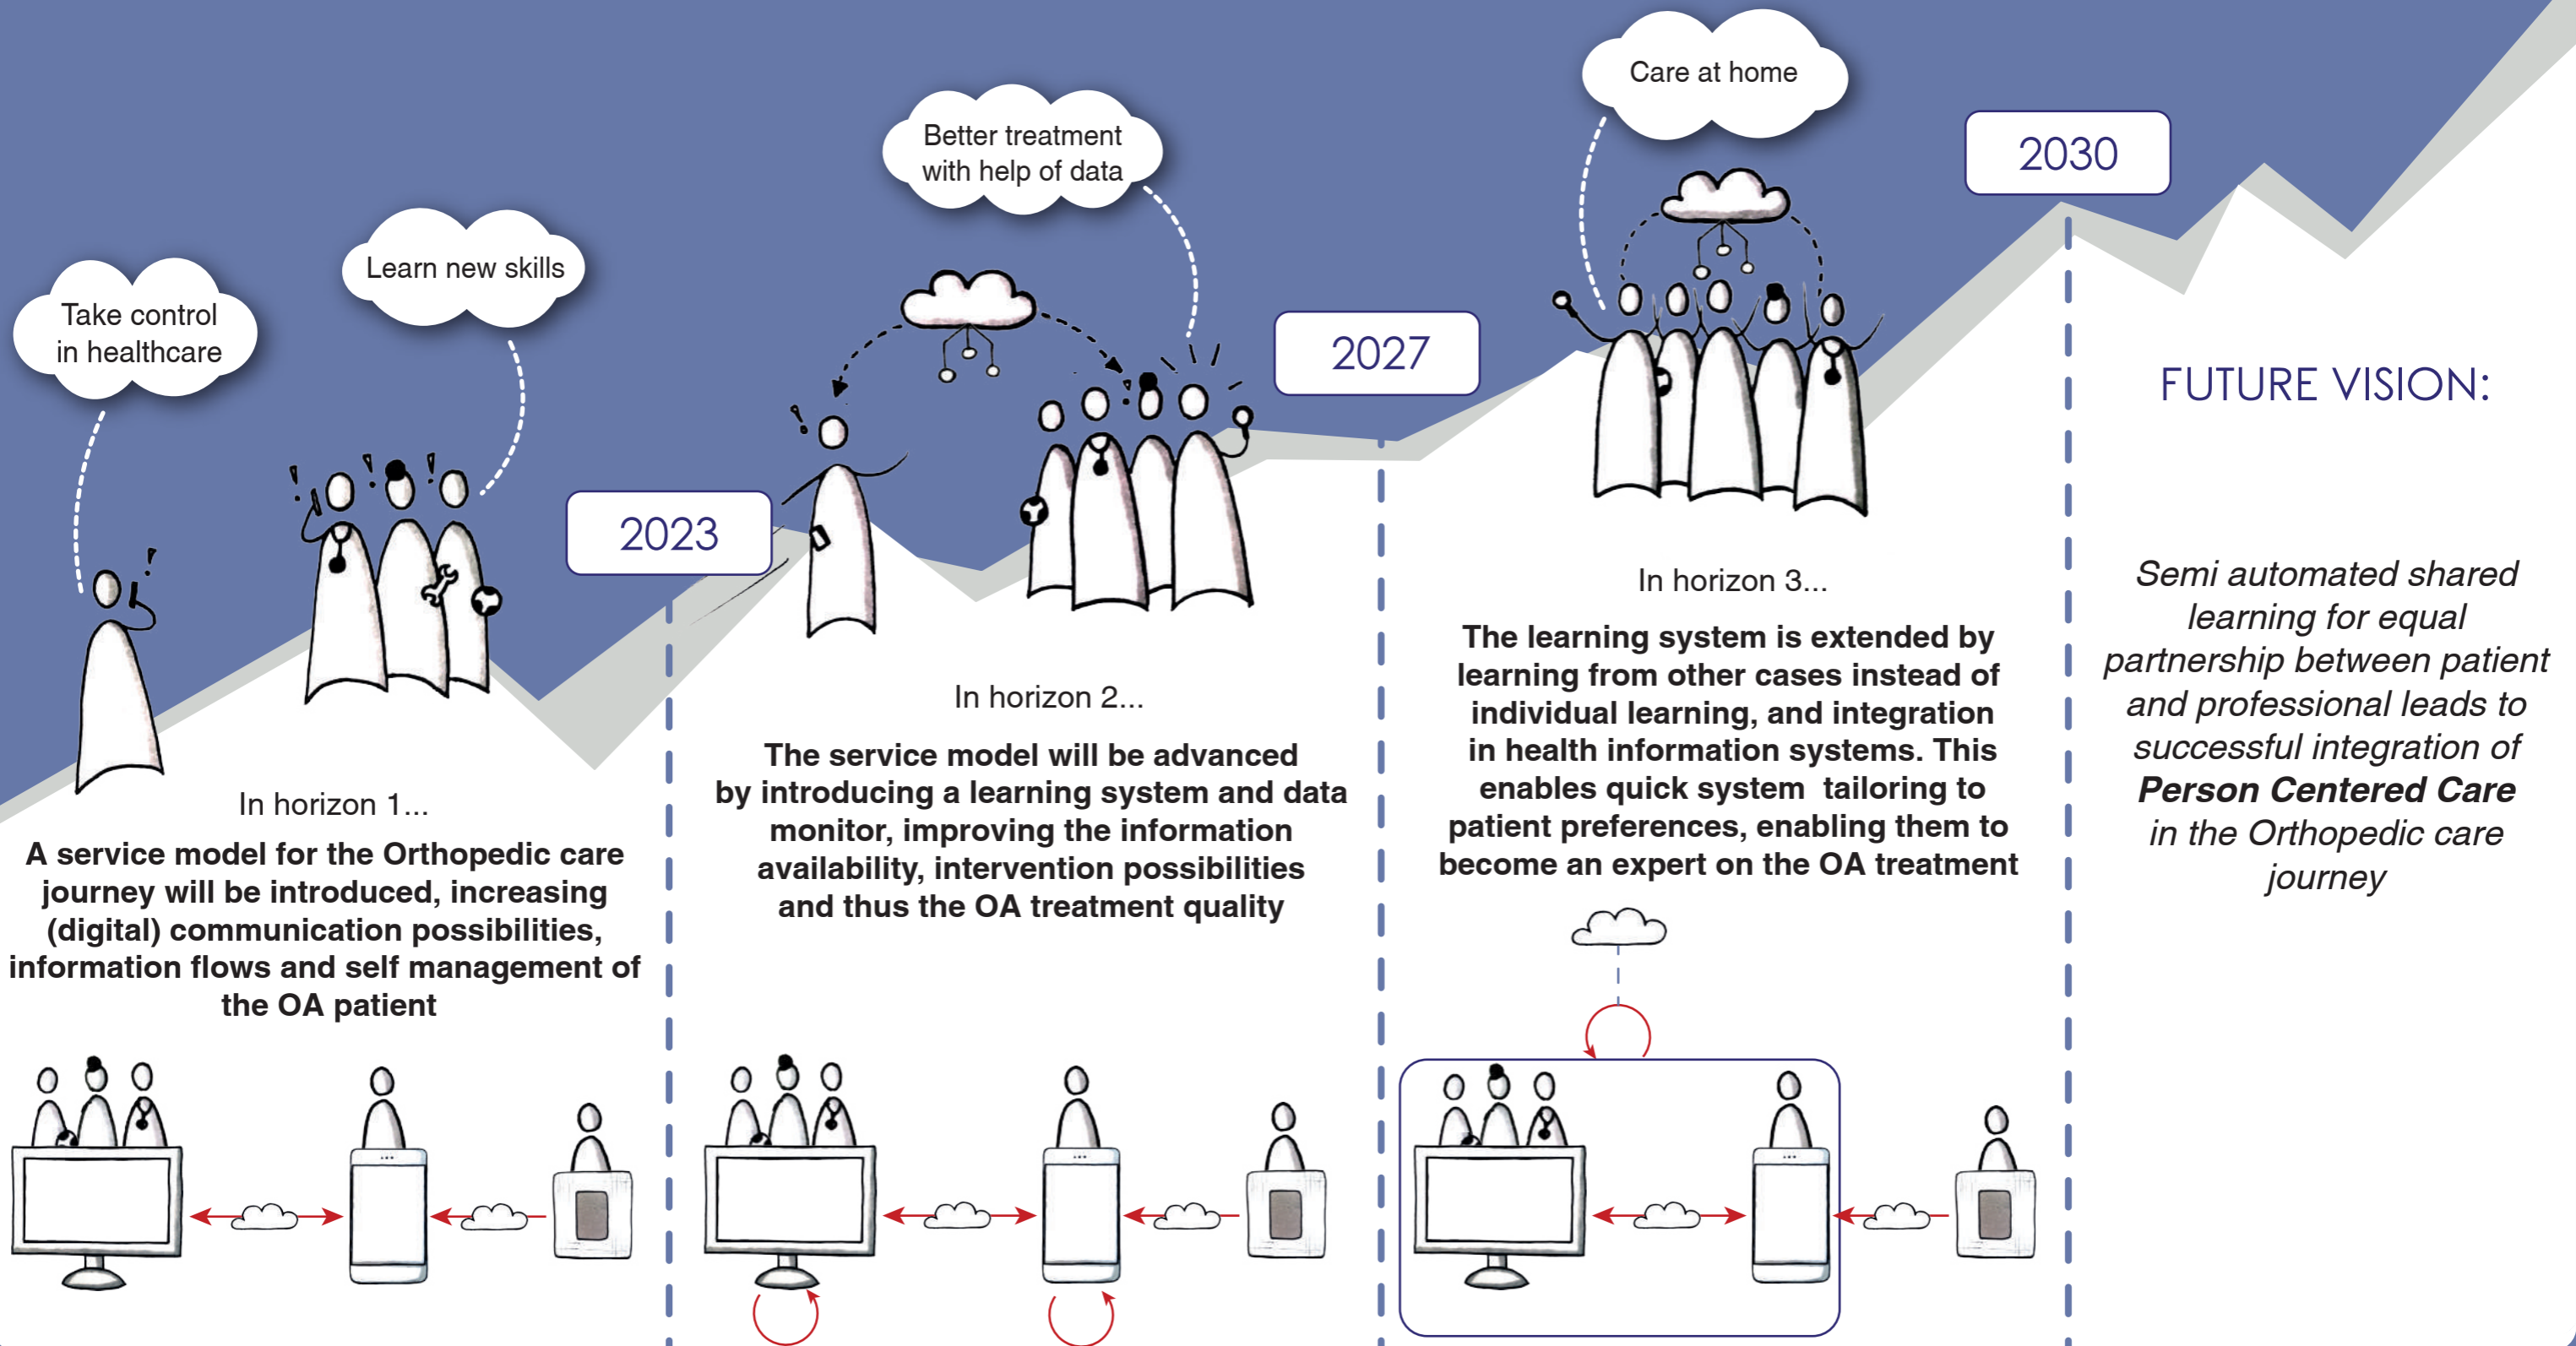 Take control
in healthcare
Learn new skills
2023
In horizon 1...
A service model for the Orthopedic care
journey will be introduced, increasing
(digital) communication possibilities,
information flows and self management of
the OA patient
Better treatment
with help of data
2027
In horizon 2...
The service model will be advanced
by introducing a learning system and data
monitor, improving the information
availability, intervention possibilities
and thus the OA treatment quality
Care at home
2030
In horizon 3...
The learning system is extended by
learning from other cases instead of
individual learning, and integration
in health information systems. This
enables quick system  tailoring to
patient preferences, enabling them to
become an expert on the OA treatment
FUTURE VISION:
Semi automated shared
learning for equal
partnership between patient
and professional leads to
successful integration of
Person Centered Care
in the Orthopedic care
journey